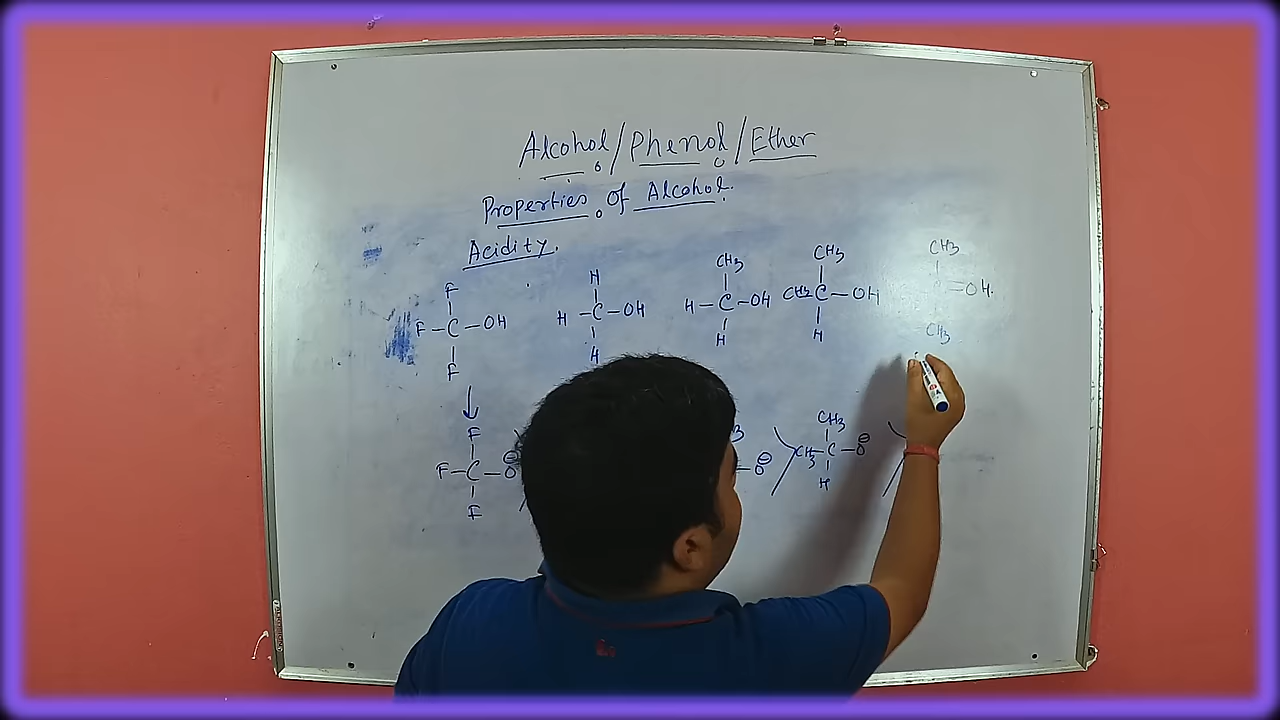 Alcohol/Phenol/Ether
Properties of Alcohol.
Acidity.
F H CH3 CH3 CH3
F-C-OH H-C-OH H-C-OH CH3-C-OH =OH.
F H H H CH3
F CH3
F-C-O⊖ -O⊖ CH3-C-O⊖
F H